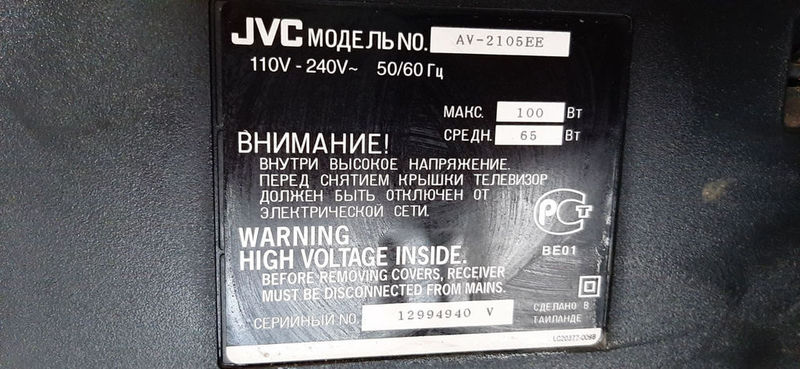 JVC МОДЕЛЬ NO. AV-2105EE
110V - 240V~ 50/60 Гц
МАКС. 100 Вт
СРЕДН. 65 Вт
ВНИМАНИЕ!
ВНУТРИ ВЫСОКОЕ НАПРЯЖЕНИЕ.
ПЕРЕД СНЯТИЕМ КРЫШКИ ТЕЛЕВИЗОР
ДОЛЖЕН БЫТЬ ОТКЛЮЧЕН ОТ
ЭЛЕКТРИЧЕСКОЙ СЕТИ.
РСТ
BE01
WARNING
HIGH VOLTAGE INSIDE.
BEFORE REMOVING COVERS, RECEIVER
MUST BE DISCONNECTED FROM MAINS.
СЕРИЙНЫЙ NO. 12994940 V
СДЕЛАНО В
ТАИЛАНДЕ